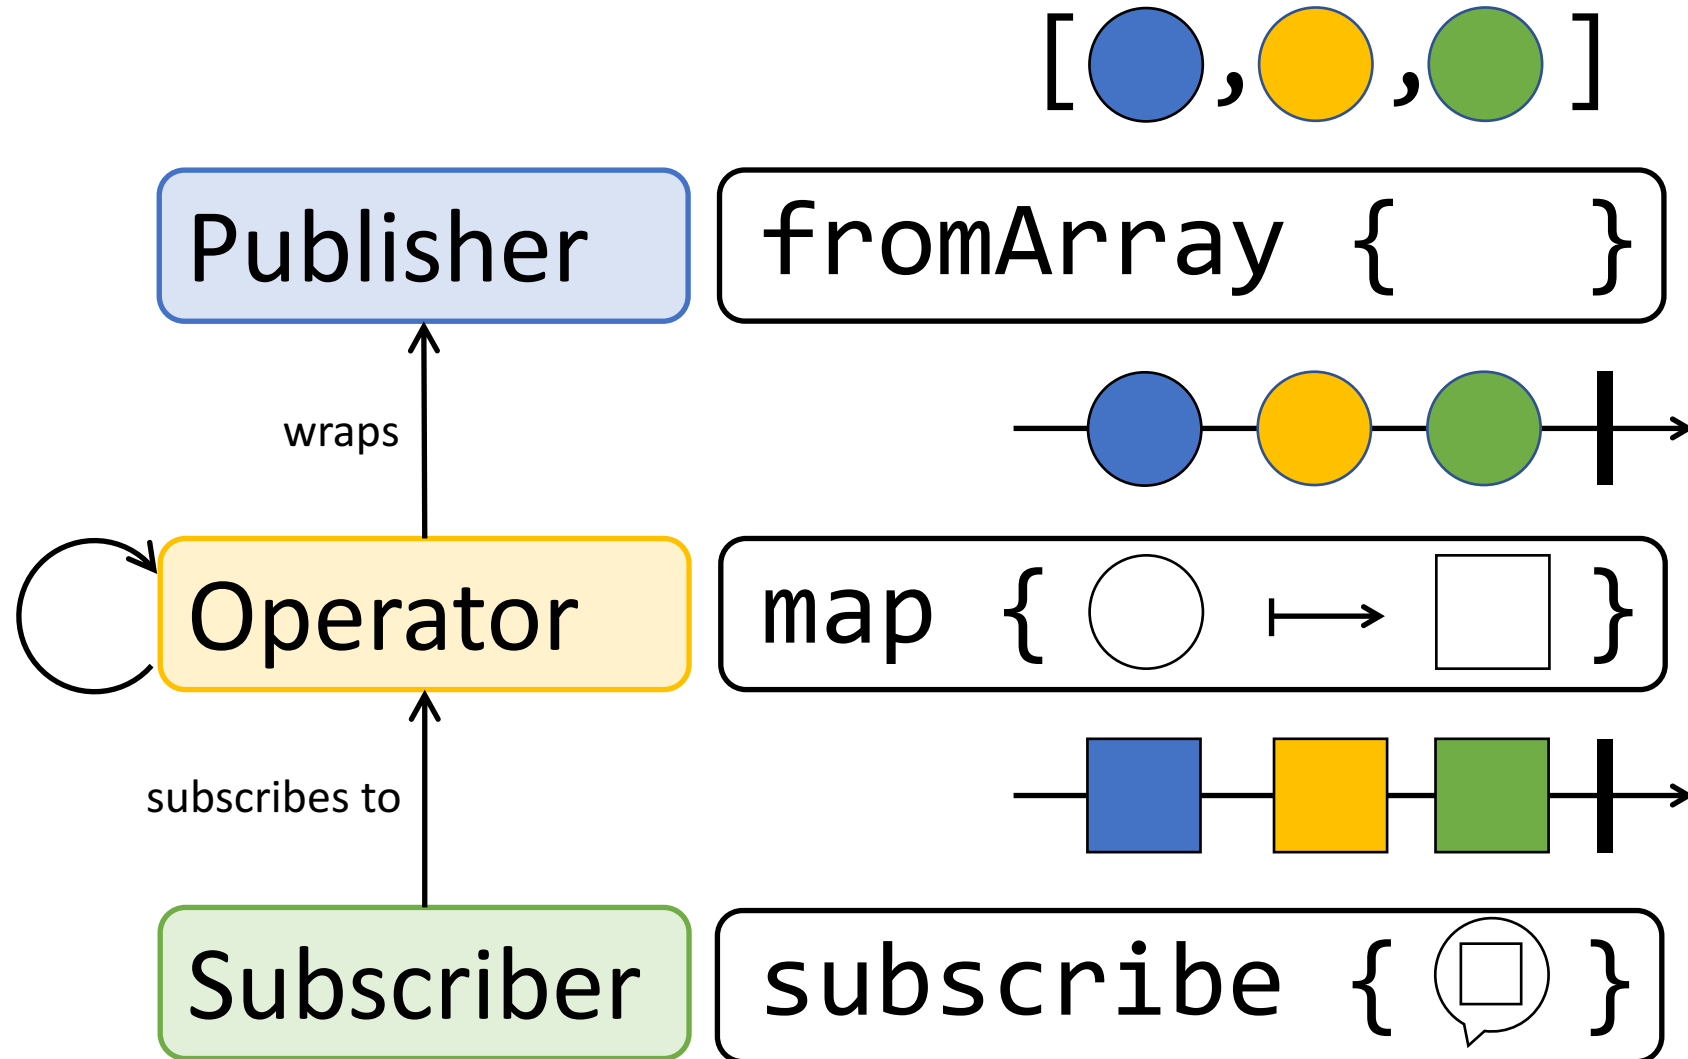 [ , , ]
Publisher
fromArray { }
wraps
Operator
map { }
subscribes to
Subscriber
subscribe { }